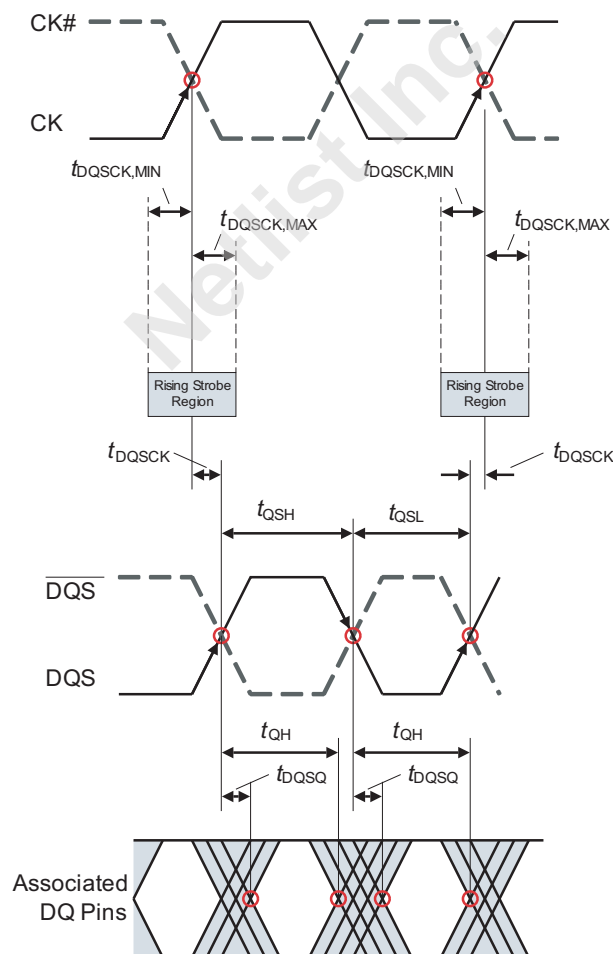 CK#
CK
tDQSCK,MIN
tDQSCK,MIN
tDQSCK,MAX
tDQSCK,MAX
Netlist Inc.
Rising Strobe
Region
Rising Strobe
Region
tDQSCK
tDQSCK
tQSH
tQSL
DQS
DQS
tQH
tQH
tDQSQ
tDQSQ
Associated
DQ Pins